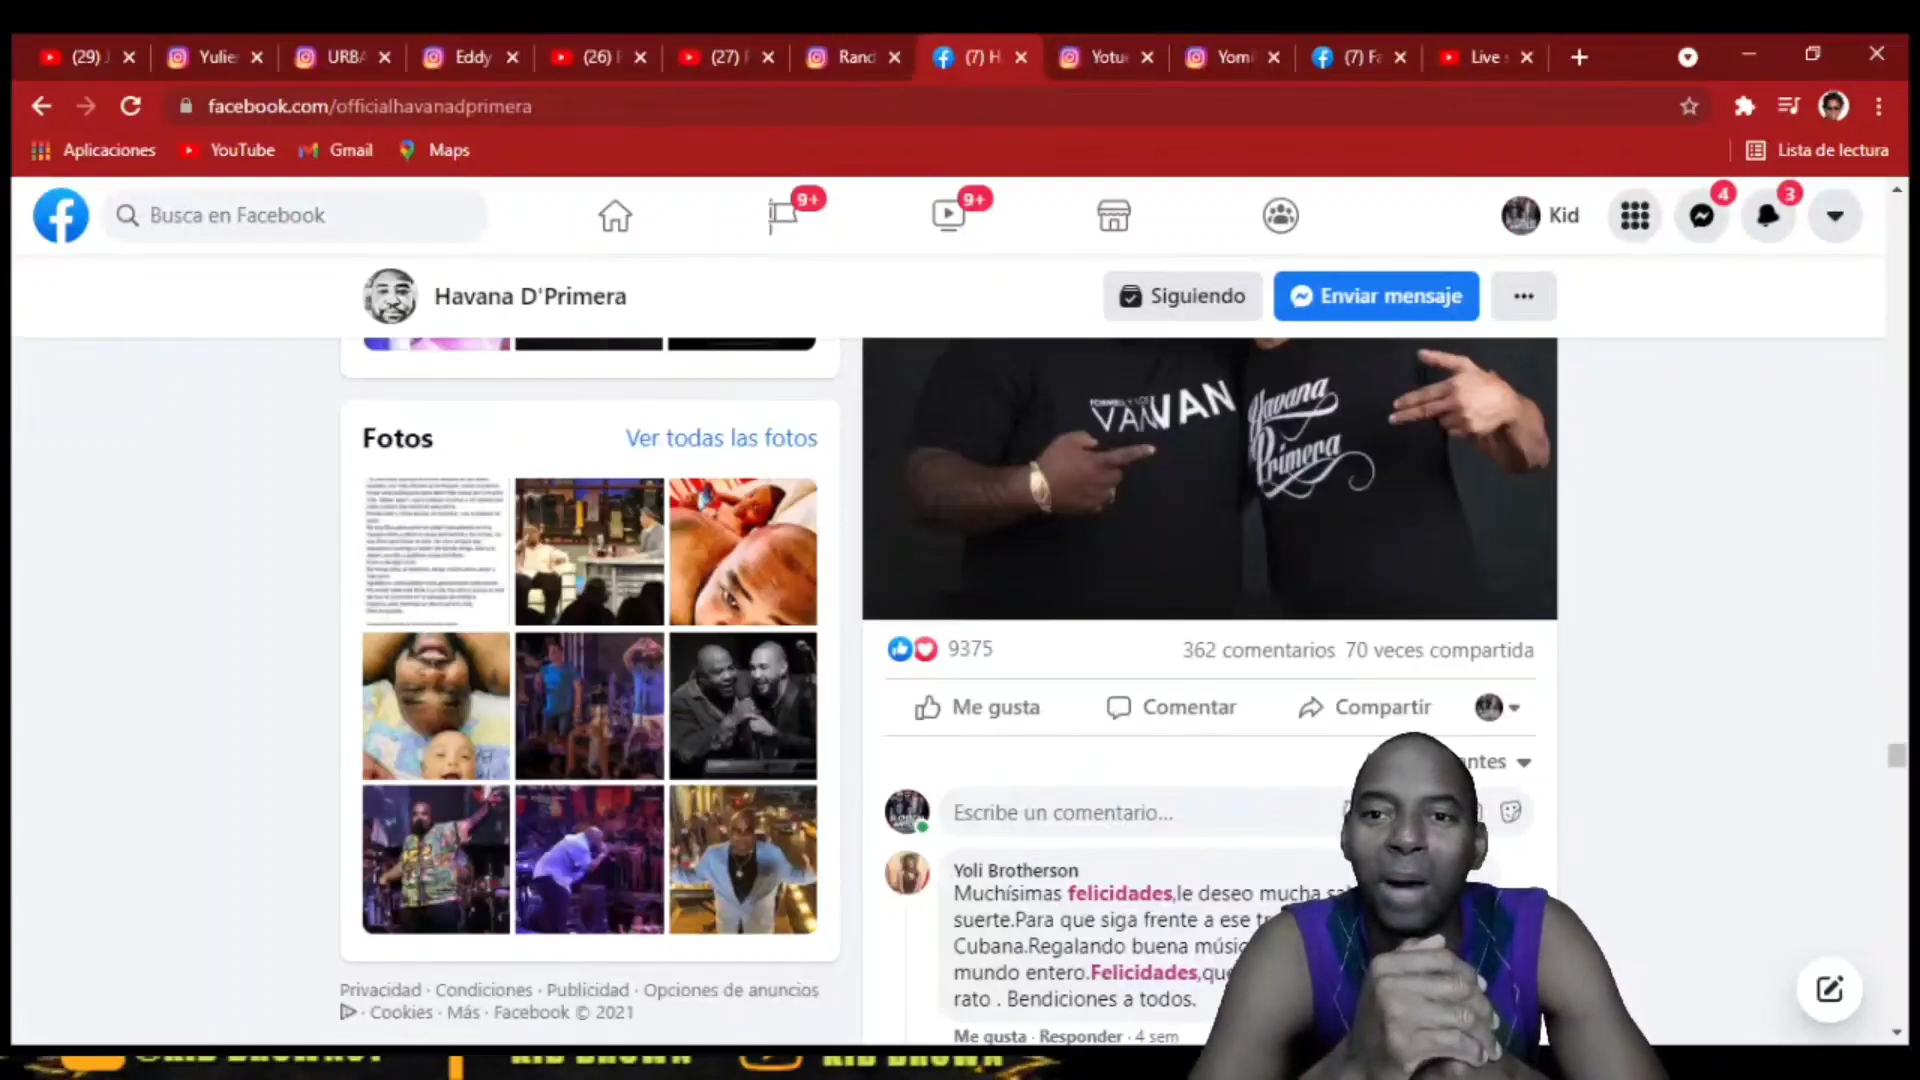 (29) J
Yulie
URBA
Eddy
(26)
(27)
Rand
(7) H
Yotu
Yomi
(7) Fa
Live
facebook.com/officialhavanadprimera
Aplicaciones
YouTube
Gmail
Maps
Lista de lectura
Busca en Facebook
9+
9+
Kid
4
3
Havana D'Primera
Siguiendo
Enviar mensaje
Fotos
Ver todas las fotos
VAN VAN
Havana
Primera
9375
362 comentarios 70 veces compartida
Me gusta
Comentar
Compartir
Escribe un comentario...
Yoli Brotherson
Muchísimas felicidades,le deseo mucha
suerte.Para que siga frente a ese
Cubana.Regalando buena
mundo entero.Felicidades,que
rato . Bendiciones a todos.
Me gusta · Responder · 4 sem
Privacidad · Condiciones · Publicidad · Opciones de anuncios
· Cookies · Más · Facebook © 2021
KID BROWN
KID BROWN